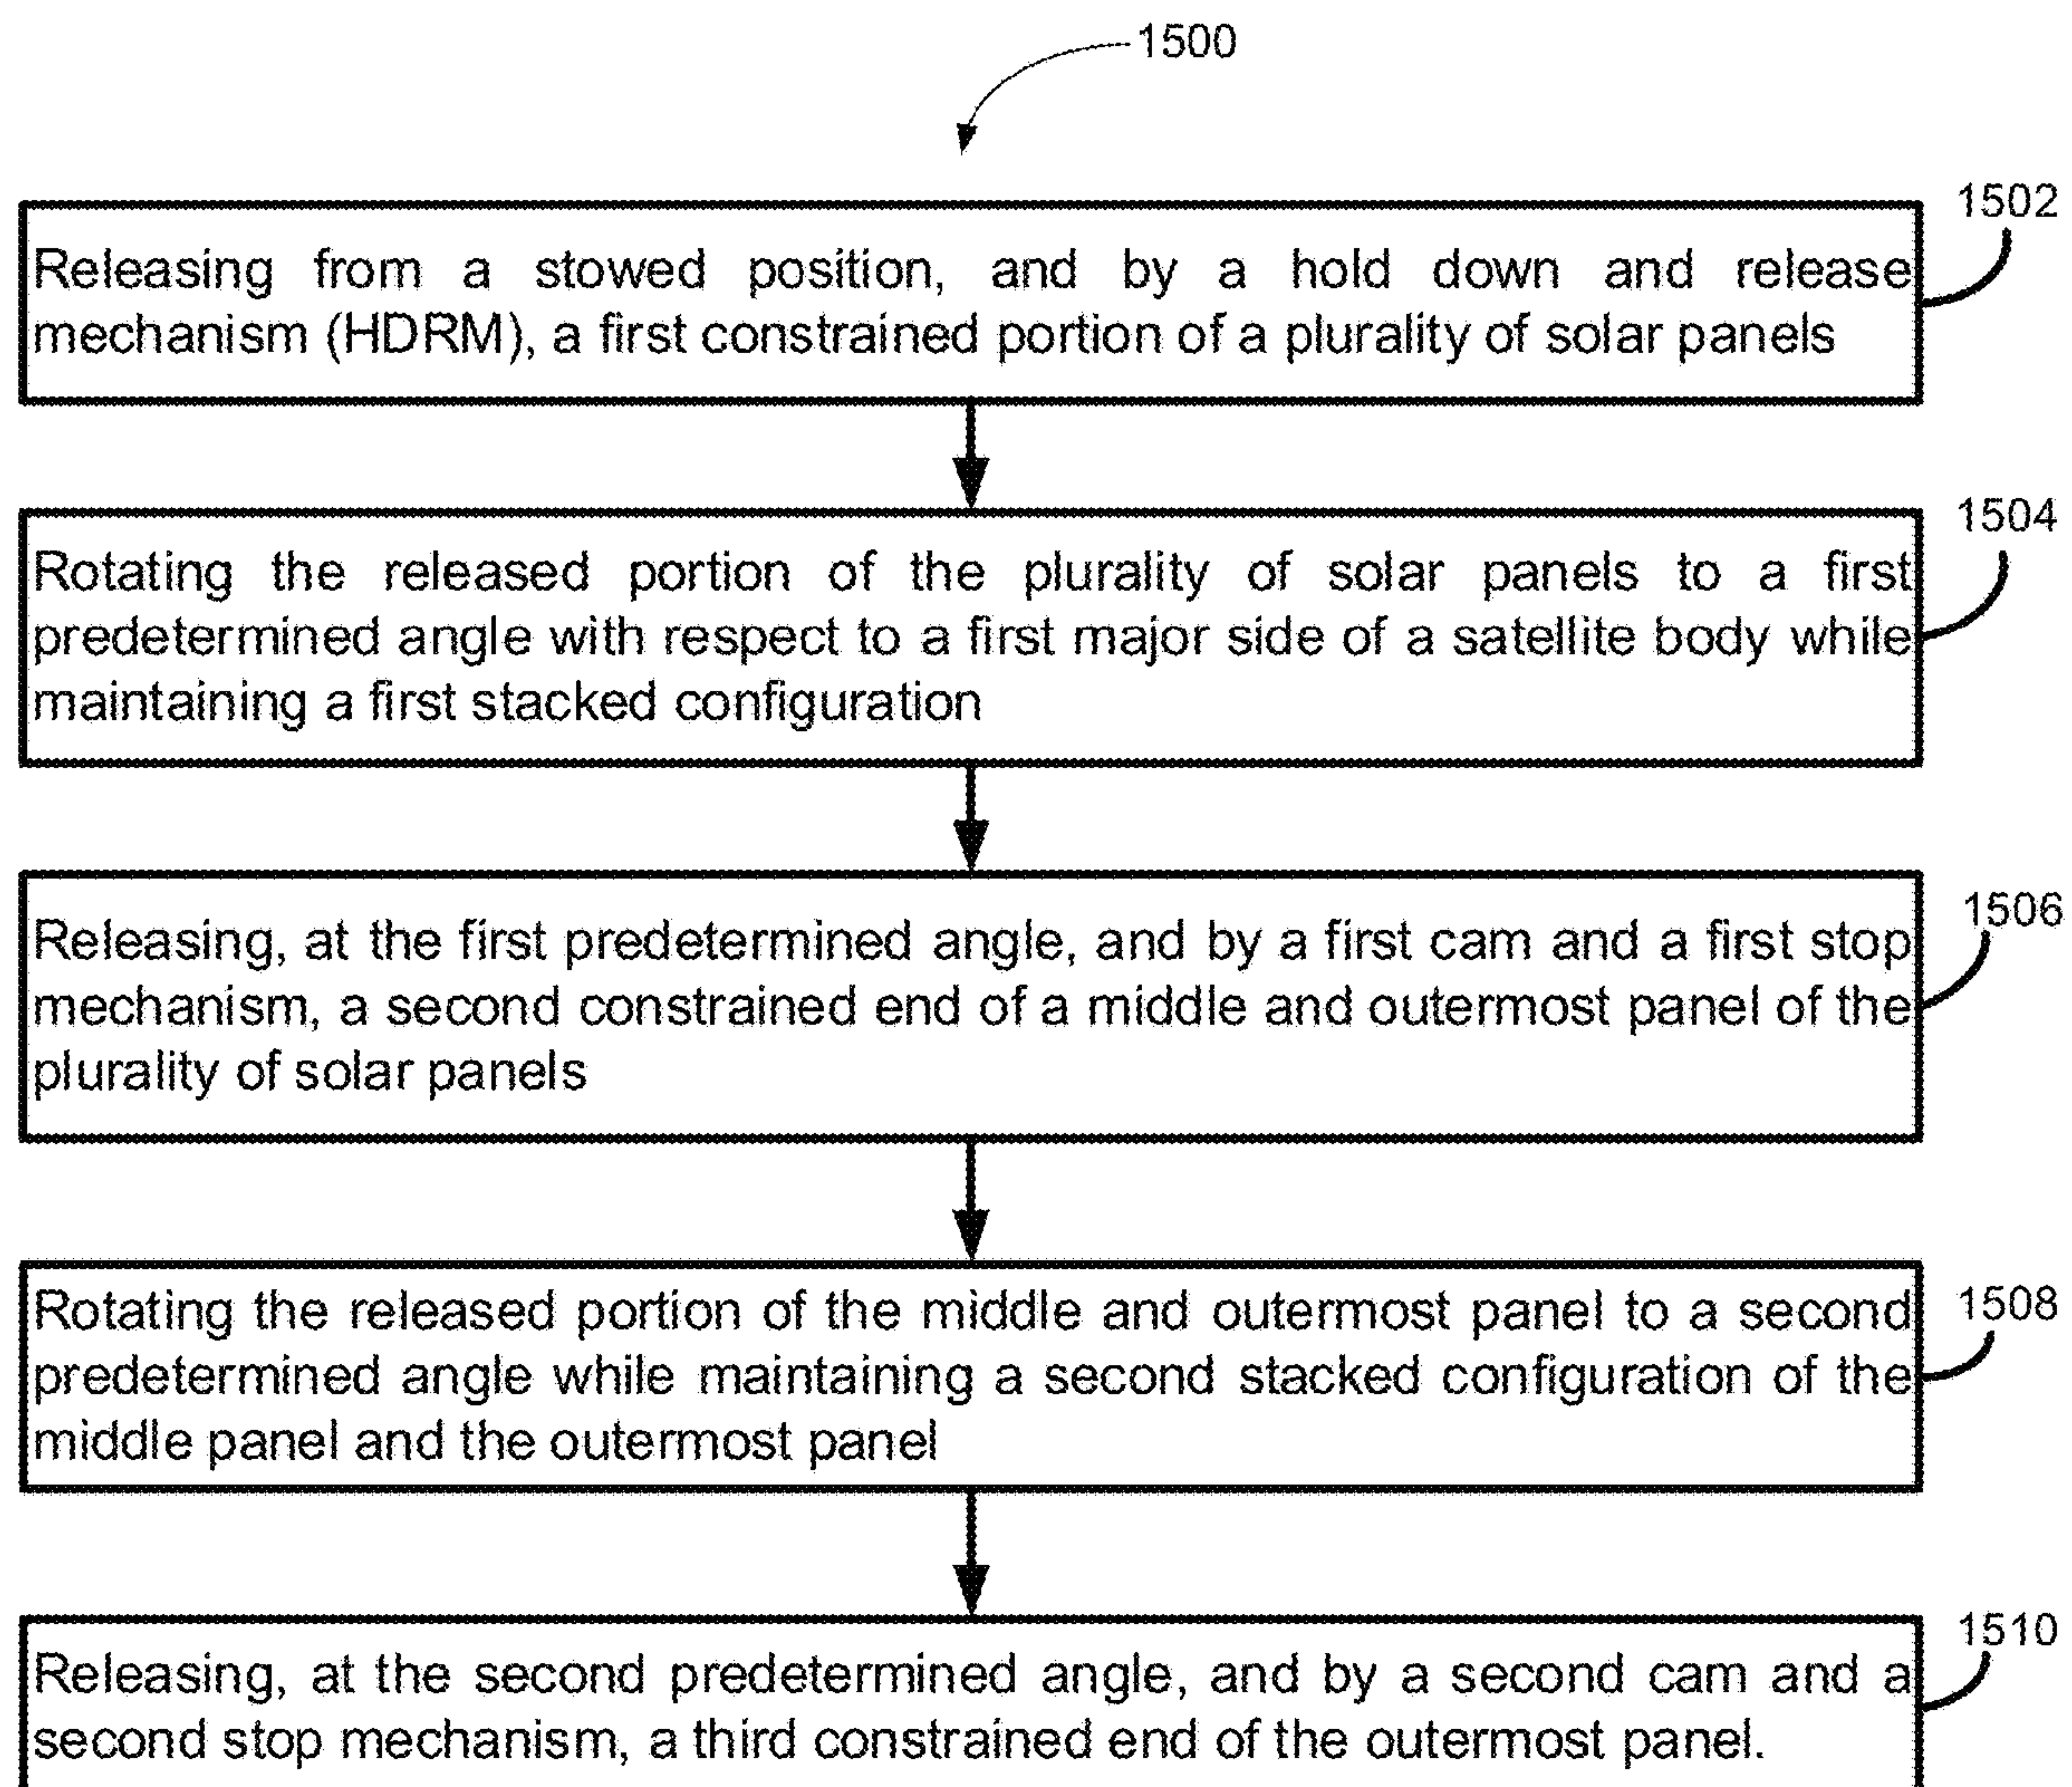 1500
1502
Releasing from a stowed position, and by a hold down and release
mechanism (HDRM), a first constrained portion of a plurality of solar panels
1504
Rotating the released portion of the plurality of solar panels to a first
predetermined angle with respect to a first major side of a satellite body while
maintaining a first stacked configuration
1506
Releasing, at the first predetermined angle, and by a first cam and a first stop
mechanism, a second constrained end of a middle and outermost panel of the
plurality of solar panels
1508
Rotating the released portion of the middle and outermost panel to a second
predetermined angle while maintaining a second stacked configuration of the
middle panel and the outermost panel
1510
Releasing, at the second predetermined angle, and by a second cam and a
second stop mechanism, a third constrained end of the outermost panel.